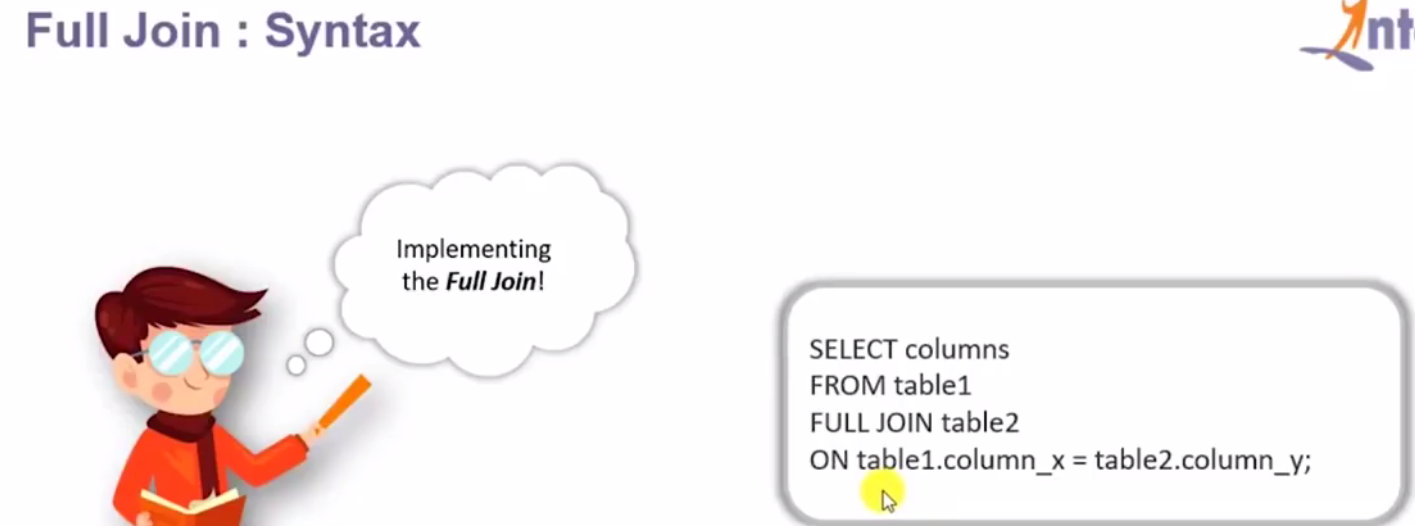 Full Join : Syntax
Implementing
the Full Join!
SELECT columns
FROM table1
FULL JOIN table2
ON table1.column_x = table2.column_y;